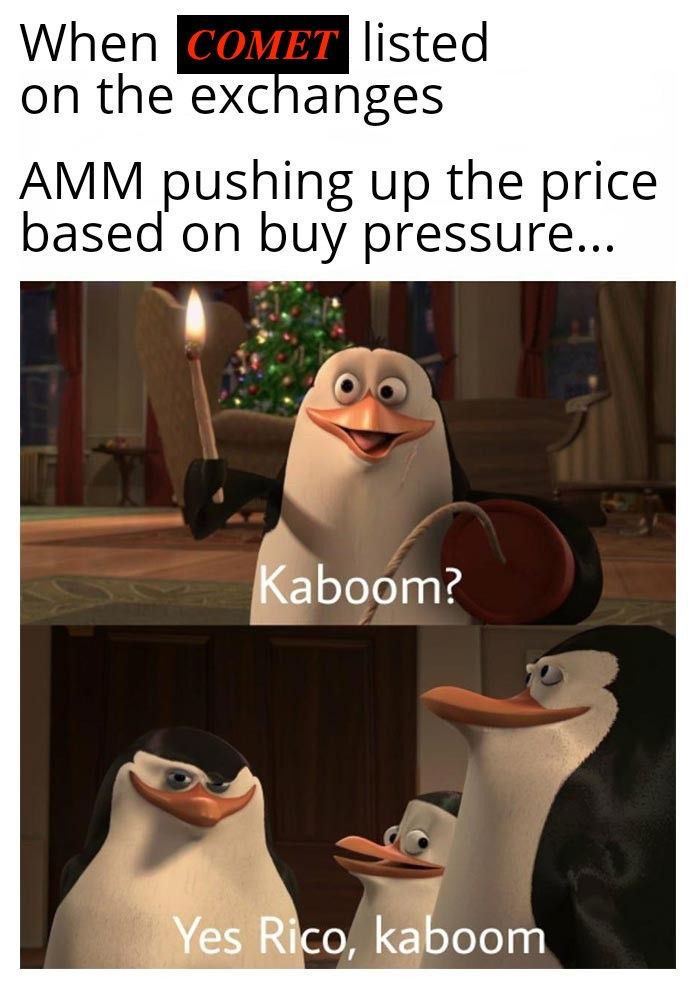 When COMET listed
on the exchanges
AMM pushing up the price
based on buy pressure...
Kaboom?
Yes Rico, kaboom